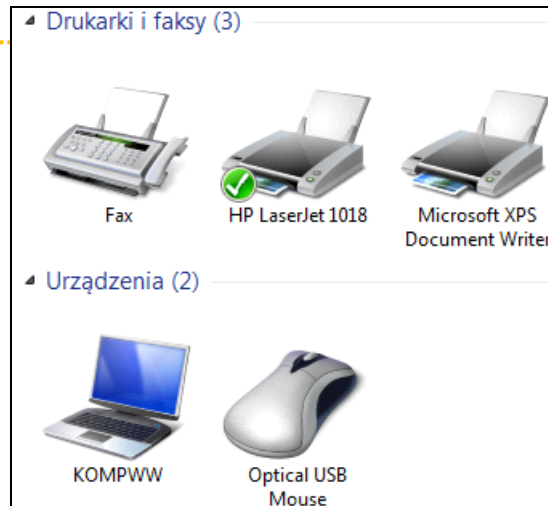 Drukarki i faksy (3)
Fax
HP LaserJet 1018
Microsoft XPS
Document Writer
Urządzenia (2)
KOMPWW
Optical USB
Mouse